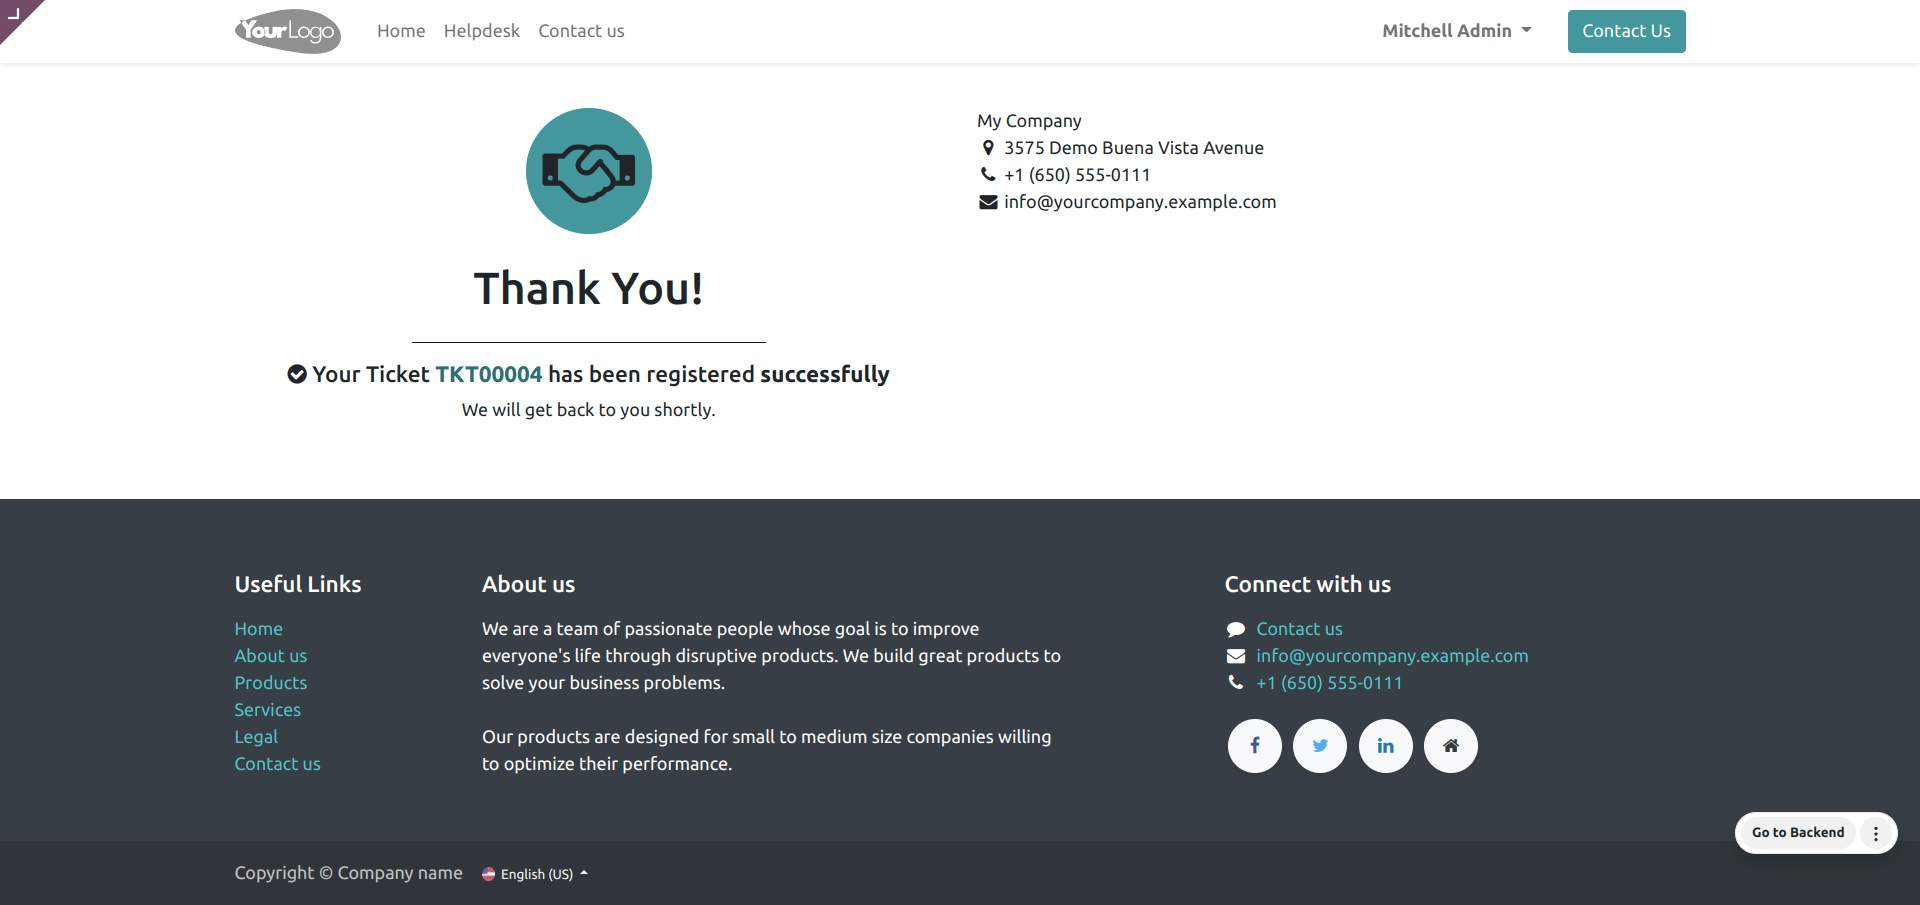 YourLogo
Home
Helpdesk
Contact us
Mitchell Admin
Contact Us
My Company
3575 Demo Buena Vista Avenue
+1 (650) 555-0111
info@yourcompany.example.com
Thank You!
Your Ticket TKT00004 has been registered successfully
We will get back to you shortly.
Useful Links
Home
About us
Products
Services
Legal
Contact us
About us
We are a team of passionate people whose goal is to improve
everyone's life through disruptive products. We build great products to
solve your business problems.
Our products are designed for small to medium size companies willing
to optimize their performance.
Connect with us
Contact us
info@yourcompany.example.com
+1 (650) 555-0111
Go to Backend
Copyright © Company name
English (US)